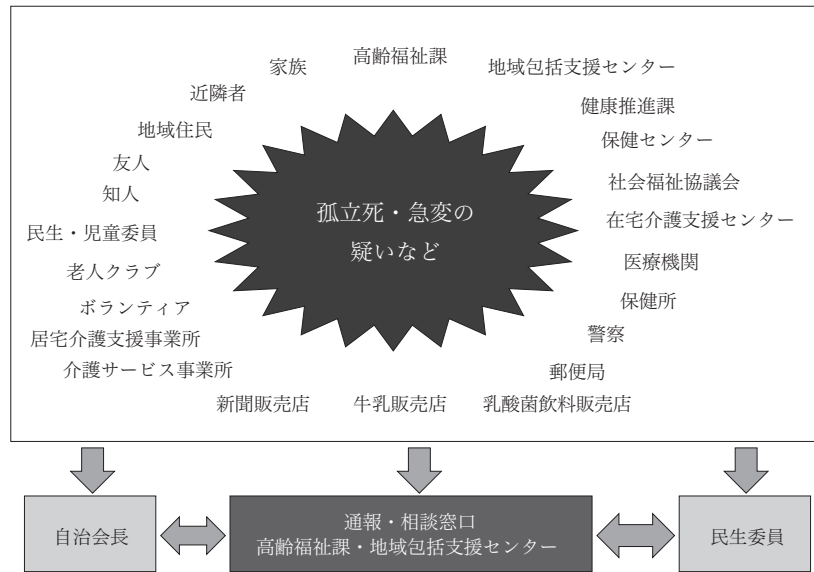 高齢福祉課
家族
地域包括支援センター
近隣者
健康推進課
地域住民
保健センター
友人
社会福祉協議会
知人
孤立死・急変の
疑いなど
在宅介護支援センター
民生・児童委員
医療機関
老人クラブ
保健所
ボランティア
警察
居宅介護支援事業所
郵便局
介護サービス事業所
新聞販売店
牛乳販売店
乳酸菌飲料販売店
自治会長
通報・相談窓口
高齢福祉課・地域包括支援センター
民生委員